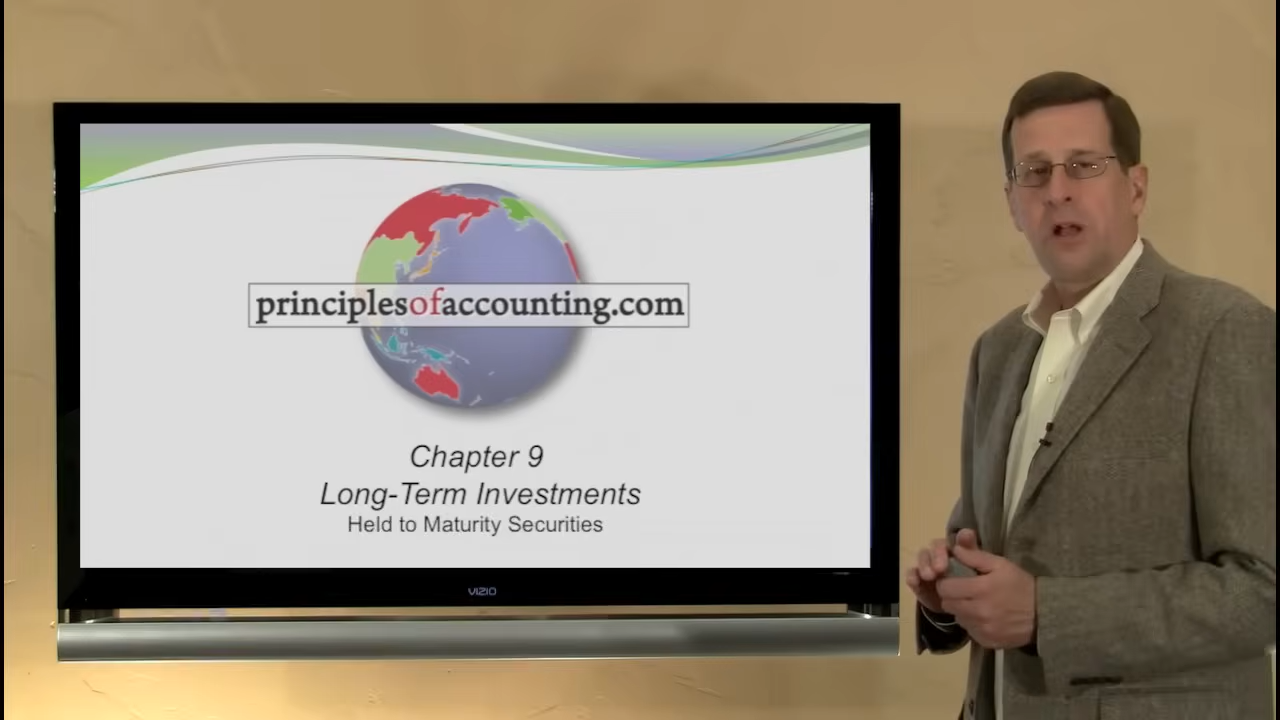 principlesofaccounting.com
Chapter 9
Long-Term Investments
Held to Maturity Securities
VIZIO